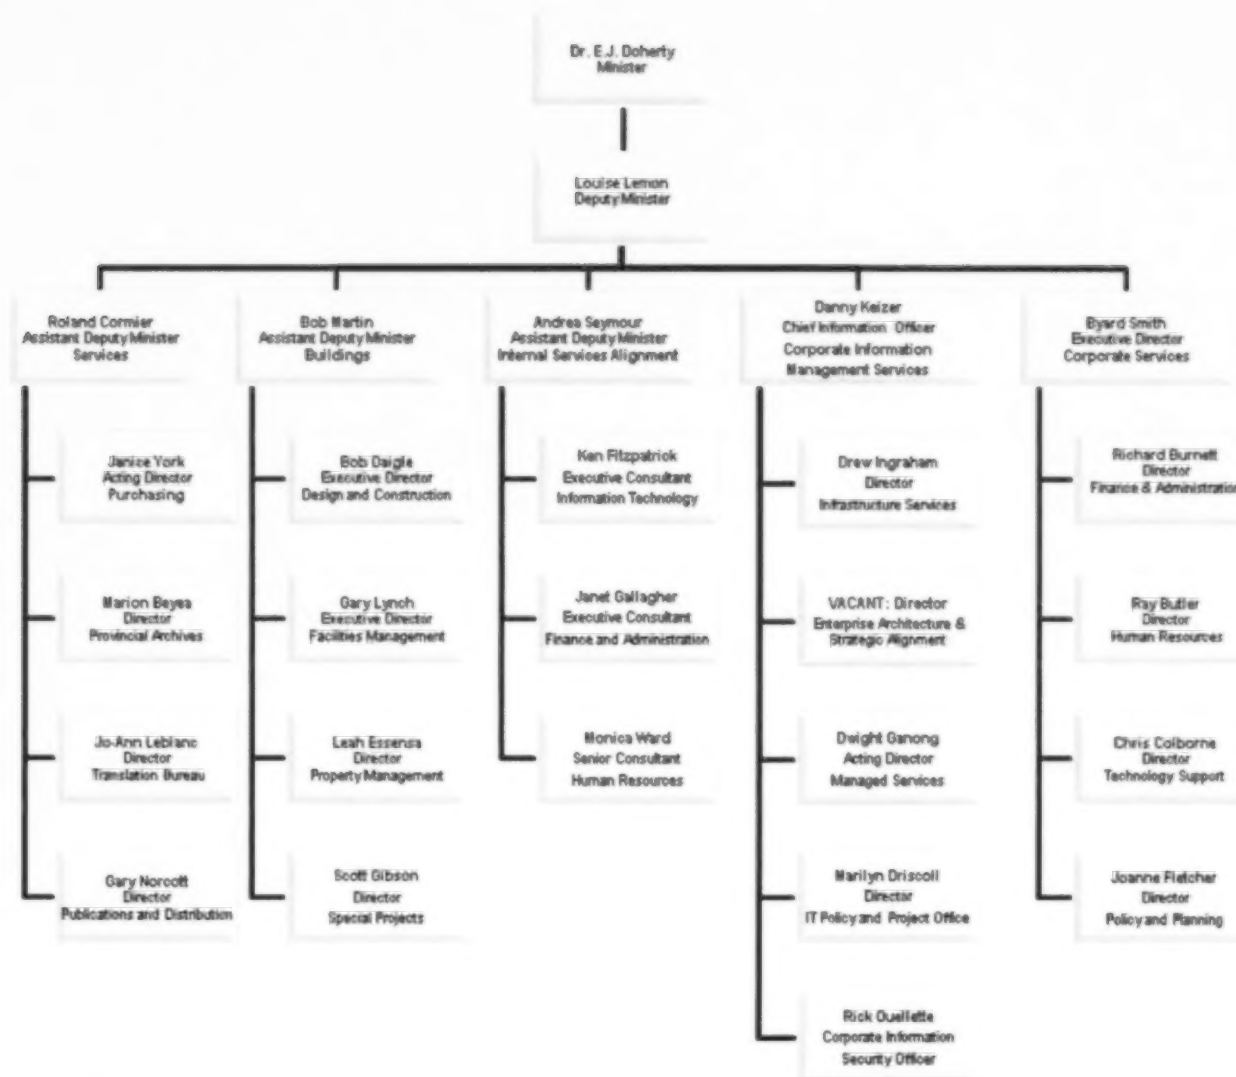 Dr. E.J. Doherty
Minister
Louise Lemon
Deputy Minister
Roland Cormier
Assistant Deputy Minister
Services
Bob Martin
Assistant Deputy Minister
Buildings
Andrea Seymour
Assistant Deputy Minister
Internal Services Alignment
Danny Keizer
Chief Information Officer
Corporate Information
Management Services
Byard Smith
Executive Director
Corporate Services
Janice York
Acting Director
Purchasing
Marion Beyea
Director
Provincial Archives
Jo-Ann Leblanc
Director
Translation Bureau
Gary Norcott
Director
Publications and Distribution
Bob Daigle
Executive Director
Design and Construction
Gary Lynch
Executive Director
Facilities Management
Leah Essensa
Director
Property Management
Scott Gibson
Director
Special Projects
Ken Fitzpatrick
Executive Consultant
Information Technology
Janet Gallagher
Executive Consultant
Finance and Administration
Monica Ward
Senior Consultant
Human Resources
Drew Ingraham
Director
Infrastructure Services
VACANT: Director
Enterprise Architecture &
Strategic Alignment
Dwight Ganong
Acting Director
Managed Services
Marilyn Driscoll
Director
IT Policy and Project Office
Rick Ouellette
Corporate Information
Security Officer
Richard Burnett
Director
Finance & Administration
Ray Butler
Director
Human Resources
Chris Colborne
Director
Technology Support
Joanne Fletcher
Director
Policy and Planning